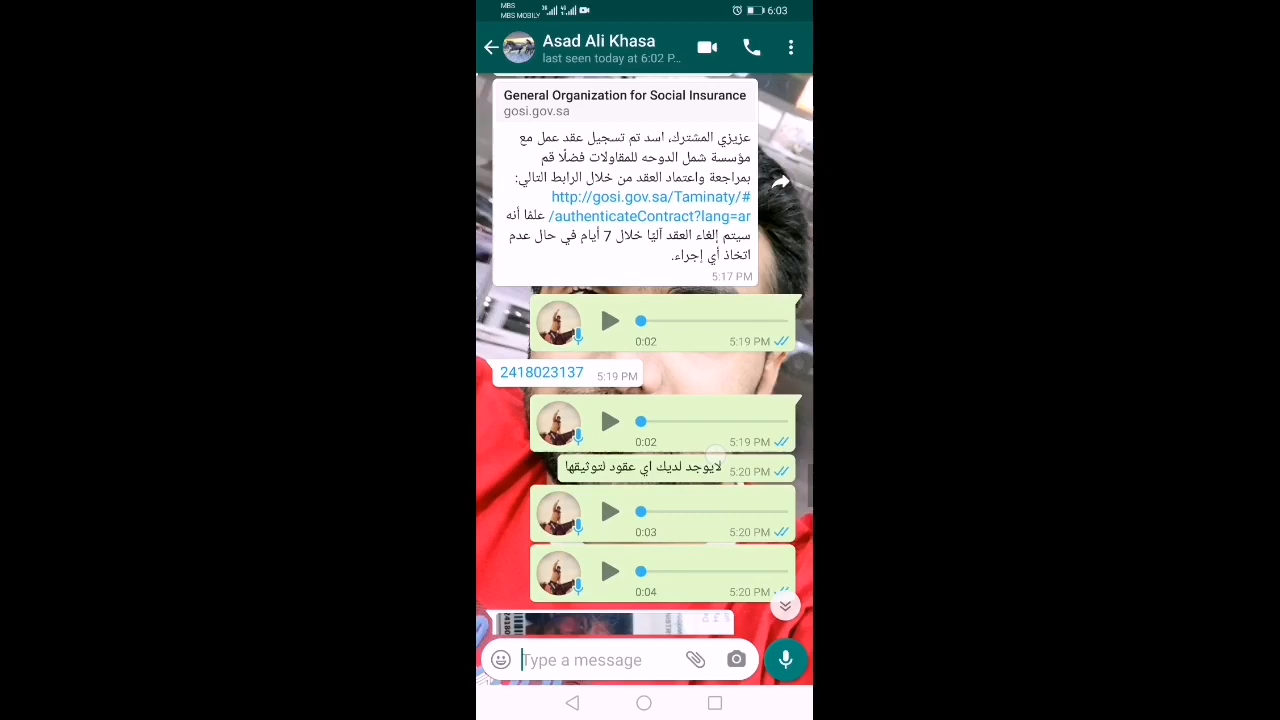 MBS
MBS MOBILY
6:03
Asad Ali Khasa
last seen today at 6:02 P...
General Organization for Social Insurance
gosi.gov.sa
عزيزي المشترك، اسد تم تسجيل عقد عمل مع
مؤسسة شمل الدوحه للمقاولات فضلًا قم
بمراجعة واعتماد العقد من خلال الرابط التالي:
http://gosi.gov.sa/Taminaty/#
/authenticateContract?lang=ar علمًا أنه
سيتم إلغاء العقد آليًا خلال 7 أيام في حال عدم
اتخاذ أي إجراء.
5:17 PM
0:02 5:19 PM
2418023137 5:19 PM
0:02 5:19 PM
لايوجد لديك اي عقود لتوثيقها 5:20 PM
0:03 5:20 PM
0:04 5:20 PM
Type a message